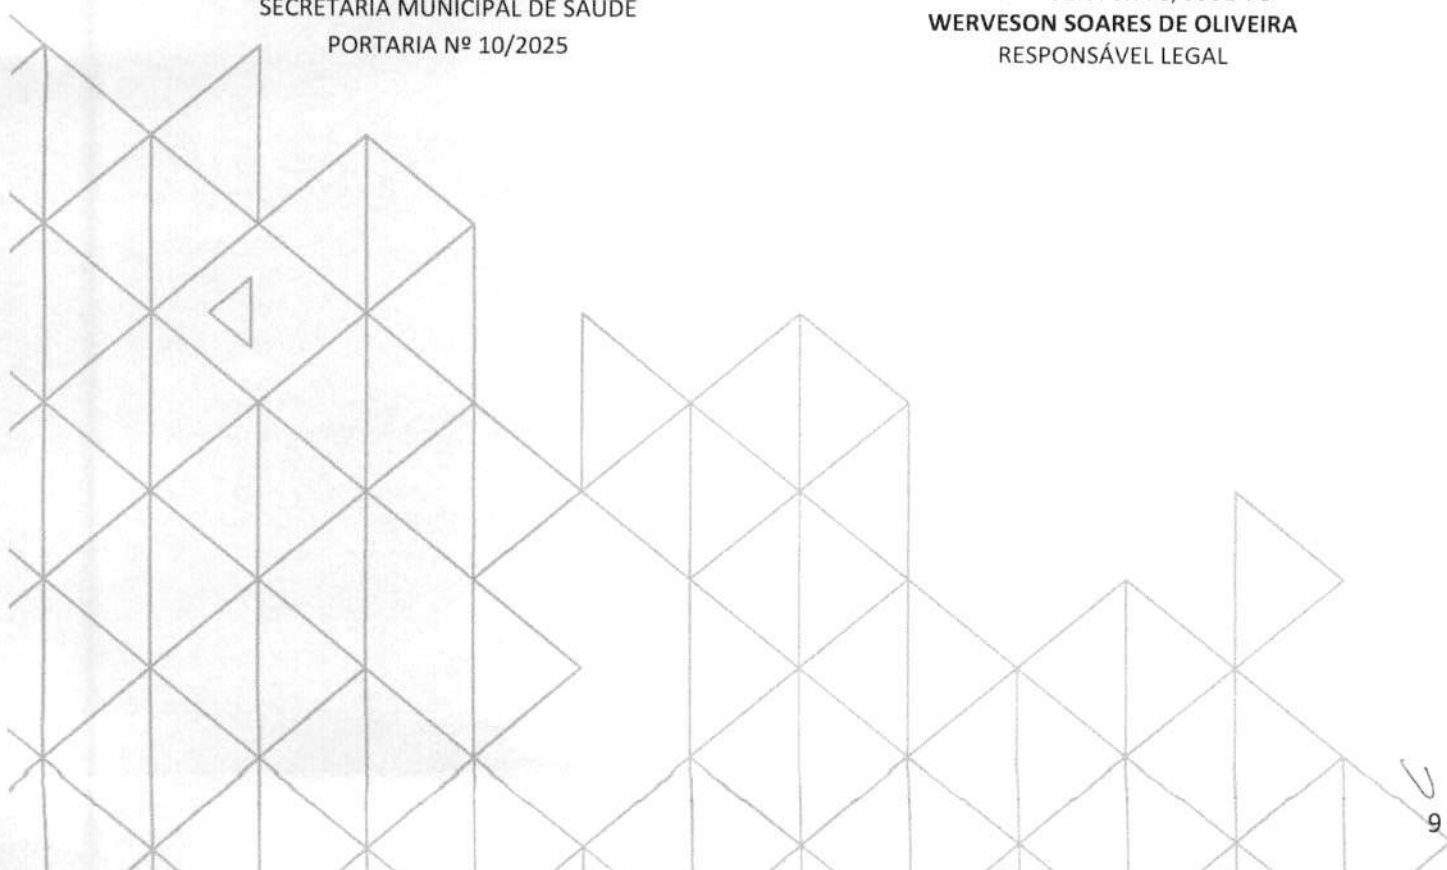 SECRETARIA MUNICIPAL DE SAÚDE
PORTARIA Nº 10/2025
WERVESON SOARES DE OLIVEIRA
RESPONSÁVEL LEGAL
9